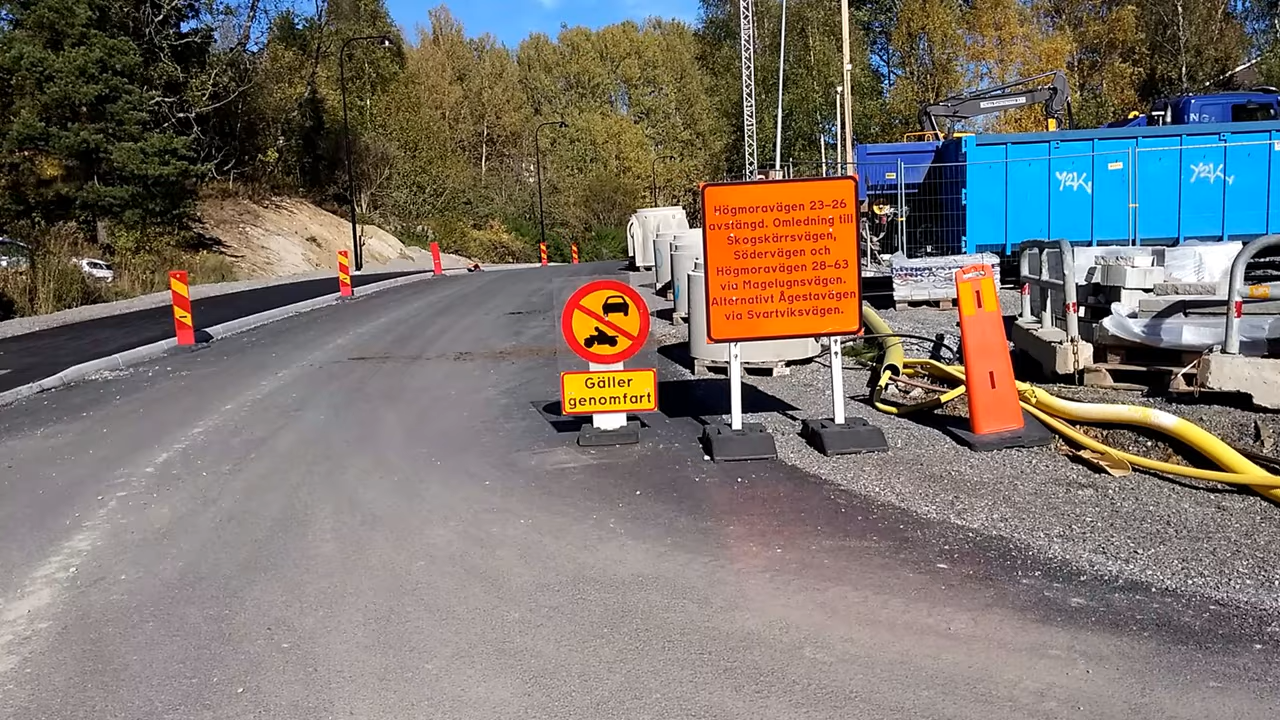 Högmoravägen 23-26
avstängd. Omledning till
Skogskärrsvägen,
Södervägen och
Högmoravägen 28-63
via Magelugnsvägen.
Alternativt Ågestavägen
via Svartviksvägen.
Gäller
genomfart
Y2K
Y2K
NG